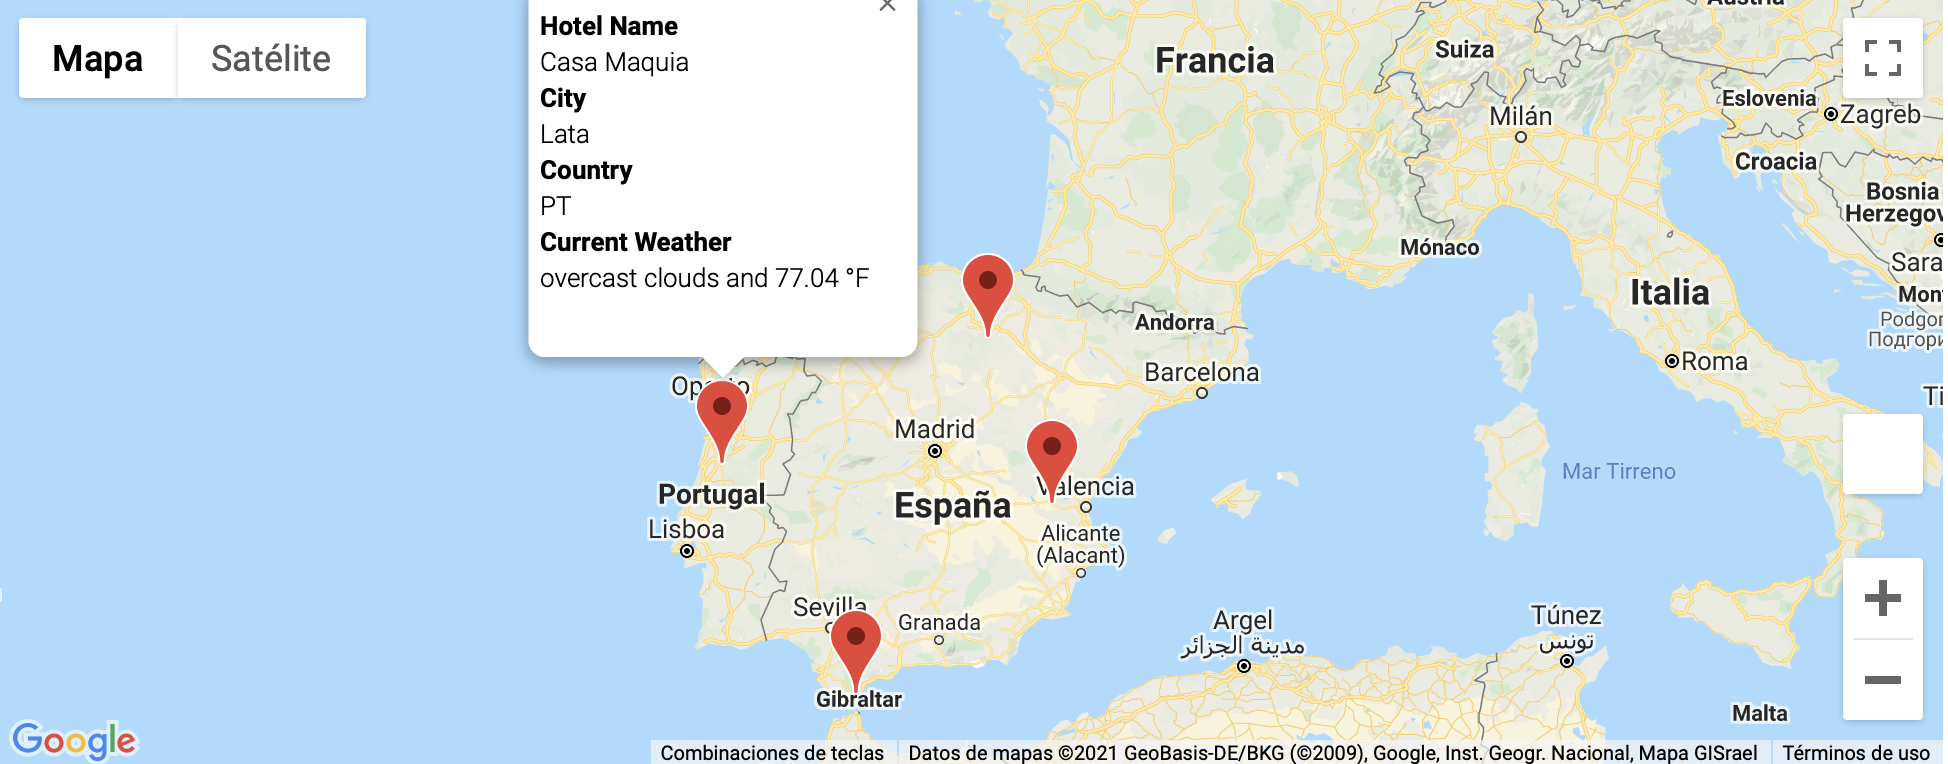 Mapa
Satélite
Hotel Name
Casa Maquia
City
Lata
Country
PT
Current Weather
overcast clouds and 77.04 °F
Francia
Suiza
Milán
Eslovenia
Zagreb
Croacia
Bosnia
Herzegov
Sara
Mónaco
Italia
Mon
Podgor
Подгори
Andorra
Barcelona
Roma
Ti
Madrid
Valencia
España
Mar Tirreno
Portugal
Lisboa
Alicante
(Alacant)
Sevilla
Granada
Argel
مدينة الجزائر
Túnez
تونس
Gibraltar
Malta
Google
Combinaciones de teclas
Datos de mapas ©2021 GeoBasis-DE/BKG (©2009), Google, Inst. Geogr. Nacional, Mapa GISrael
Términos de uso